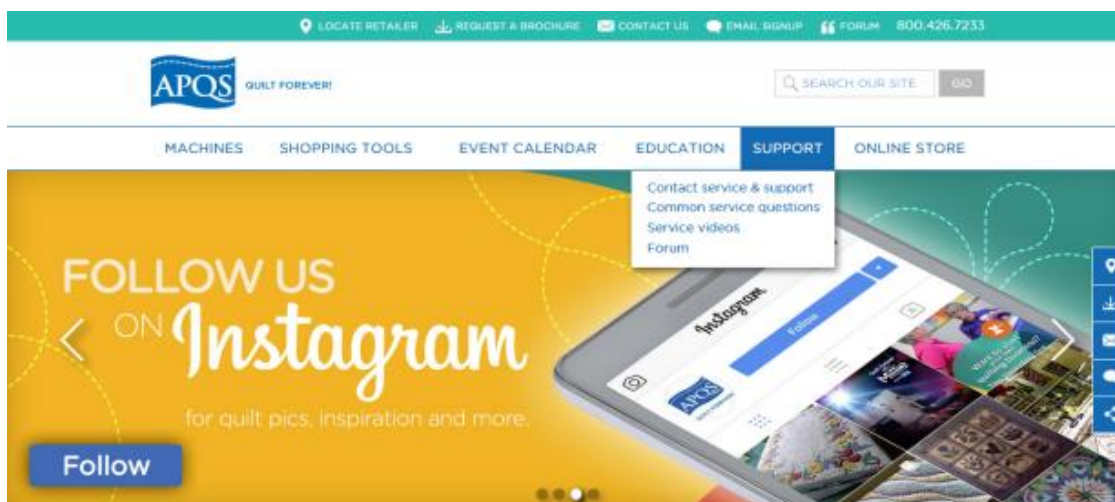 LOCATE RETAILER REQUEST A BROCHURE CONTACT US EMAIL SIGNUP FORUM 800.426.7233
APQS QUILT FOREVER!
SEARCH OUR SITE GO
MACHINES SHOPPING TOOLS EVENT CALENDAR EDUCATION SUPPORT ONLINE STORE
Contact service & support
Common service questions
Service videos
Forum
FOLLOW US
ON Instagram
for quilt pics, inspiration and more.
Follow
Instagram
Follow
APQS